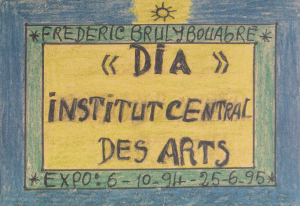 *FREDERIC BRULY BOUABRE*
« DIA »
INSTITUT CENTRAL
DES ARTS
*EXPO: 6-10-94-25-6-95*